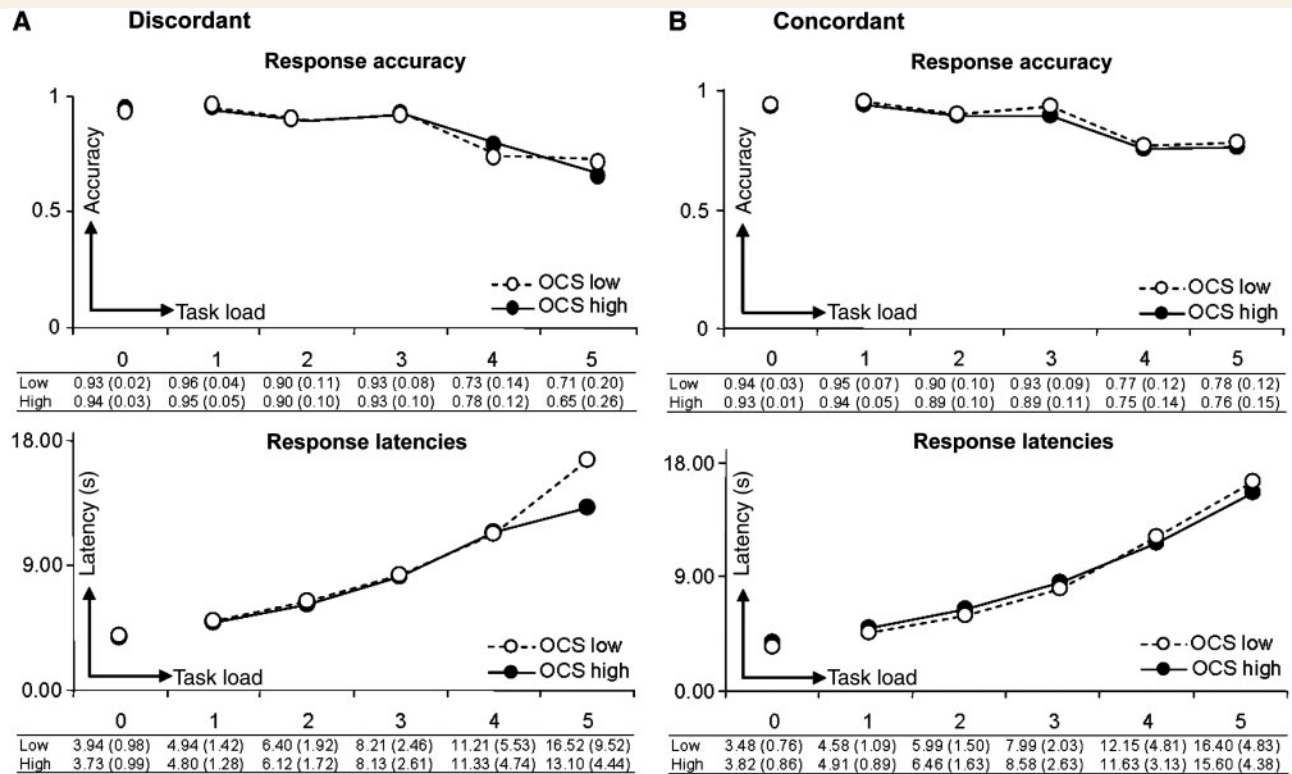 A Discordant
Response accuracy
1
0.5
0
Accuracy
Task load
OCS low
OCS high
0 1 2 3 4 5
Low 0.93 (0.02) 0.96 (0.04) 0.90 (0.11) 0.93 (0.08) 0.73 (0.14) 0.71 (0.20)
High 0.94 (0.03) 0.95 (0.05) 0.90 (0.10) 0.93 (0.10) 0.78 (0.12) 0.65 (0.26)
Response latencies
18.00
9.00
0.00
Latency (s)
Task load
OCS low
OCS high
0 1 2 3 4 5
Low 3.94 (0.98) 4.94 (1.42) 6.40 (1.92) 8.21 (2.46) 11.21 (5.53) 16.52 (9.52)
High 3.73 (0.99) 4.80 (1.28) 6.12 (1.72) 8.13 (2.61) 11.33 (4.74) 13.10 (4.44)
B Concordant
Response accuracy
1
0.5
0
Accuracy
Task load
OCS low
OCS high
0 1 2 3 4 5
Low 0.94 (0.03) 0.95 (0.07) 0.90 (0.10) 0.93 (0.09) 0.77 (0.12) 0.78 (0.12)
High 0.93 (0.01) 0.94 (0.05) 0.89 (0.10) 0.89 (0.11) 0.75 (0.14) 0.76 (0.15)
Response latencies
18.00
9.00
0.00
Latency (s)
Task load
OCS low
OCS high
0 1 2 3 4 5
Low 3.48 (0.76) 4.58 (1.09) 5.99 (1.50) 7.99 (2.03) 12.15 (4.81) 16.40 (4.83)
High 3.82 (0.86) 4.91 (0.89) 6.46 (1.63) 8.58 (2.63) 11.63 (3.13) 15.60 (4.38)